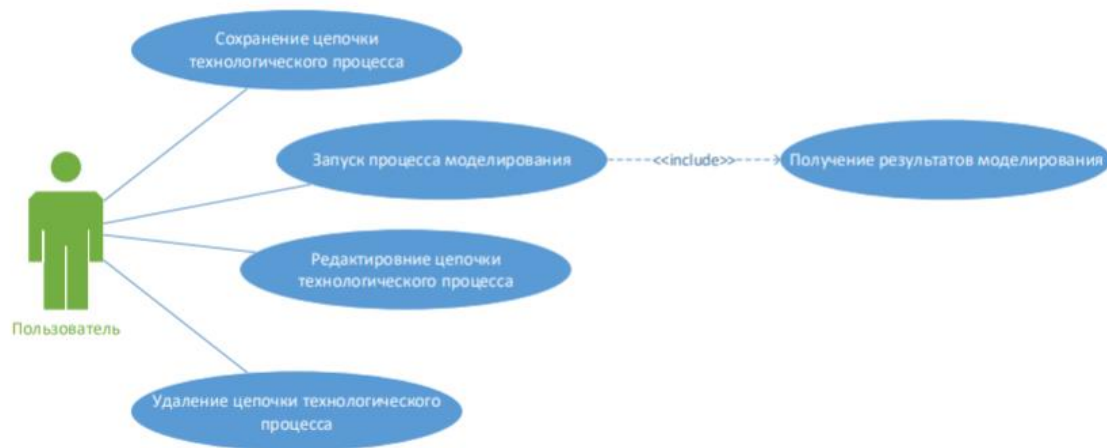 Сохранение цепочки
технологического процесса
Запуск процесса моделирования
<<include>>
Получение результатов моделирования
Редактировние цепочки
технологического процесса
Пользователь
Удаление цепочки технологического
процесса